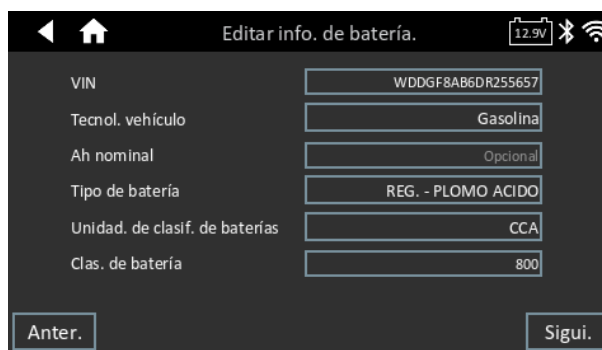 Editar info. de batería.
12.9V
VIN
WDDGF8AB6DR255657
Tecnol. vehículo
Gasolina
Ah nominal
Opcional
Tipo de batería
REG. - PLOMO ACIDO
Unidad. de clasif. de baterías
CCA
Clas. de batería
800
Anter.
Sigui.